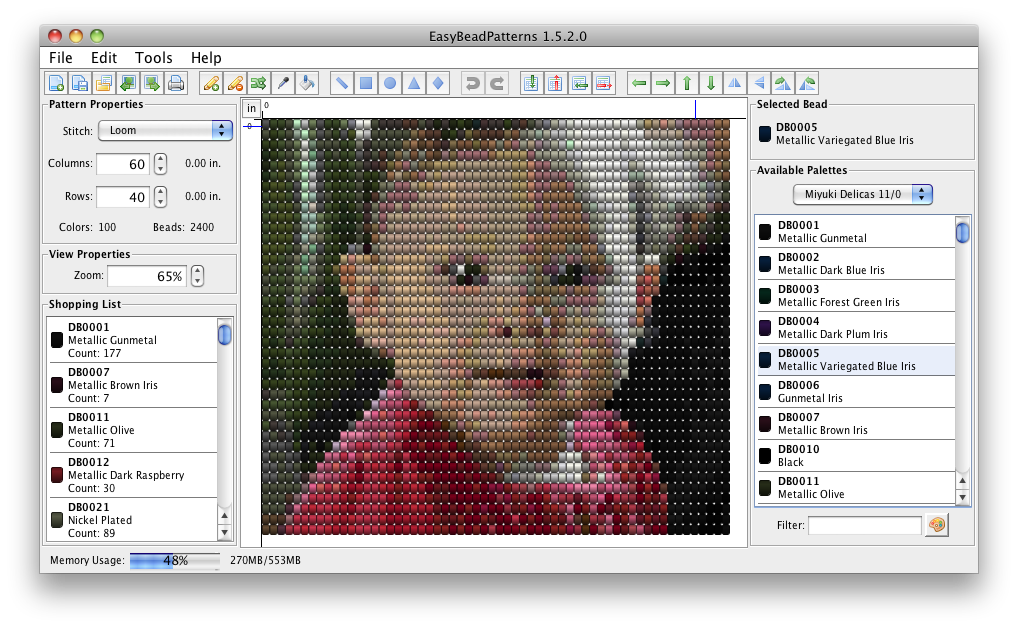 EasyBeadPatterns 1.5.2.0
File Edit Tools Help
Pattern Properties
Stitch: Loom
Columns: 60 0.00 in.
Rows: 40 0.00 in.
Colors: 100 Beads: 2400
View Properties
Zoom: 65%
Shopping List
DB0001
Metallic Gunmetal
Count: 177
DB0007
Metallic Brown Iris
Count: 7
DB0011
Metallic Olive
Count: 71
DB0012
Metallic Dark Raspberry
Count: 30
DB0021
Nickel Plated
Count: 89
in 0
0
Selected Bead
DB0005
Metallic Variegated Blue Iris
Available Palettes
Miyuki Delicas 11/0
DB0001
Metallic Gunmetal
DB0002
Metallic Dark Blue Iris
DB0003
Metallic Forest Green Iris
DB0004
Metallic Dark Plum Iris
DB0005
Metallic Variegated Blue Iris
DB0006
Gunmetal Iris
DB0007
Metallic Brown Iris
DB0010
Black
DB0011
Metallic Olive
Filter:
Memory Usage: 48% 270MB/553MB